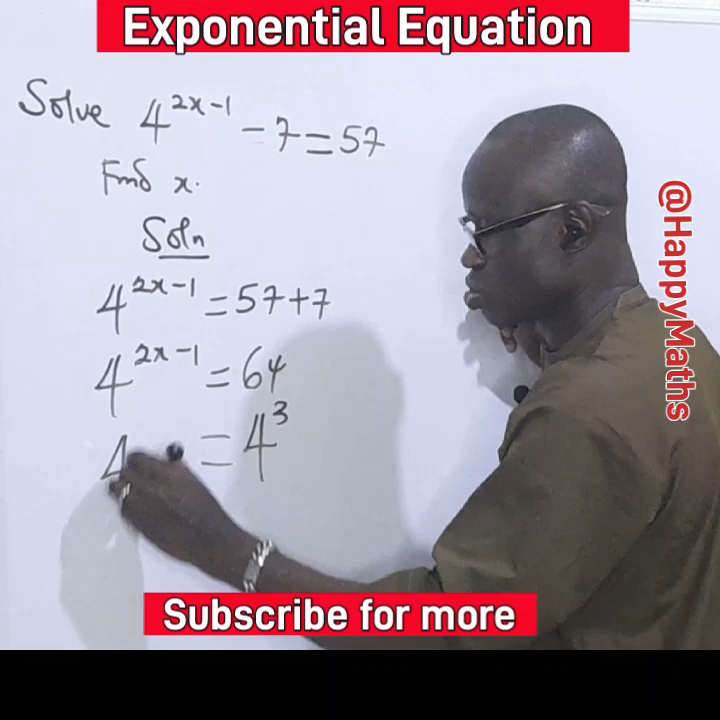 Exponential Equation
Solve 4^{2x-1} - 7 = 57
Find x.
Soln
4^{2x-1} = 57 + 7
4^{2x-1} = 64
4 = 4^3
@HappyMaths
Subscribe for more